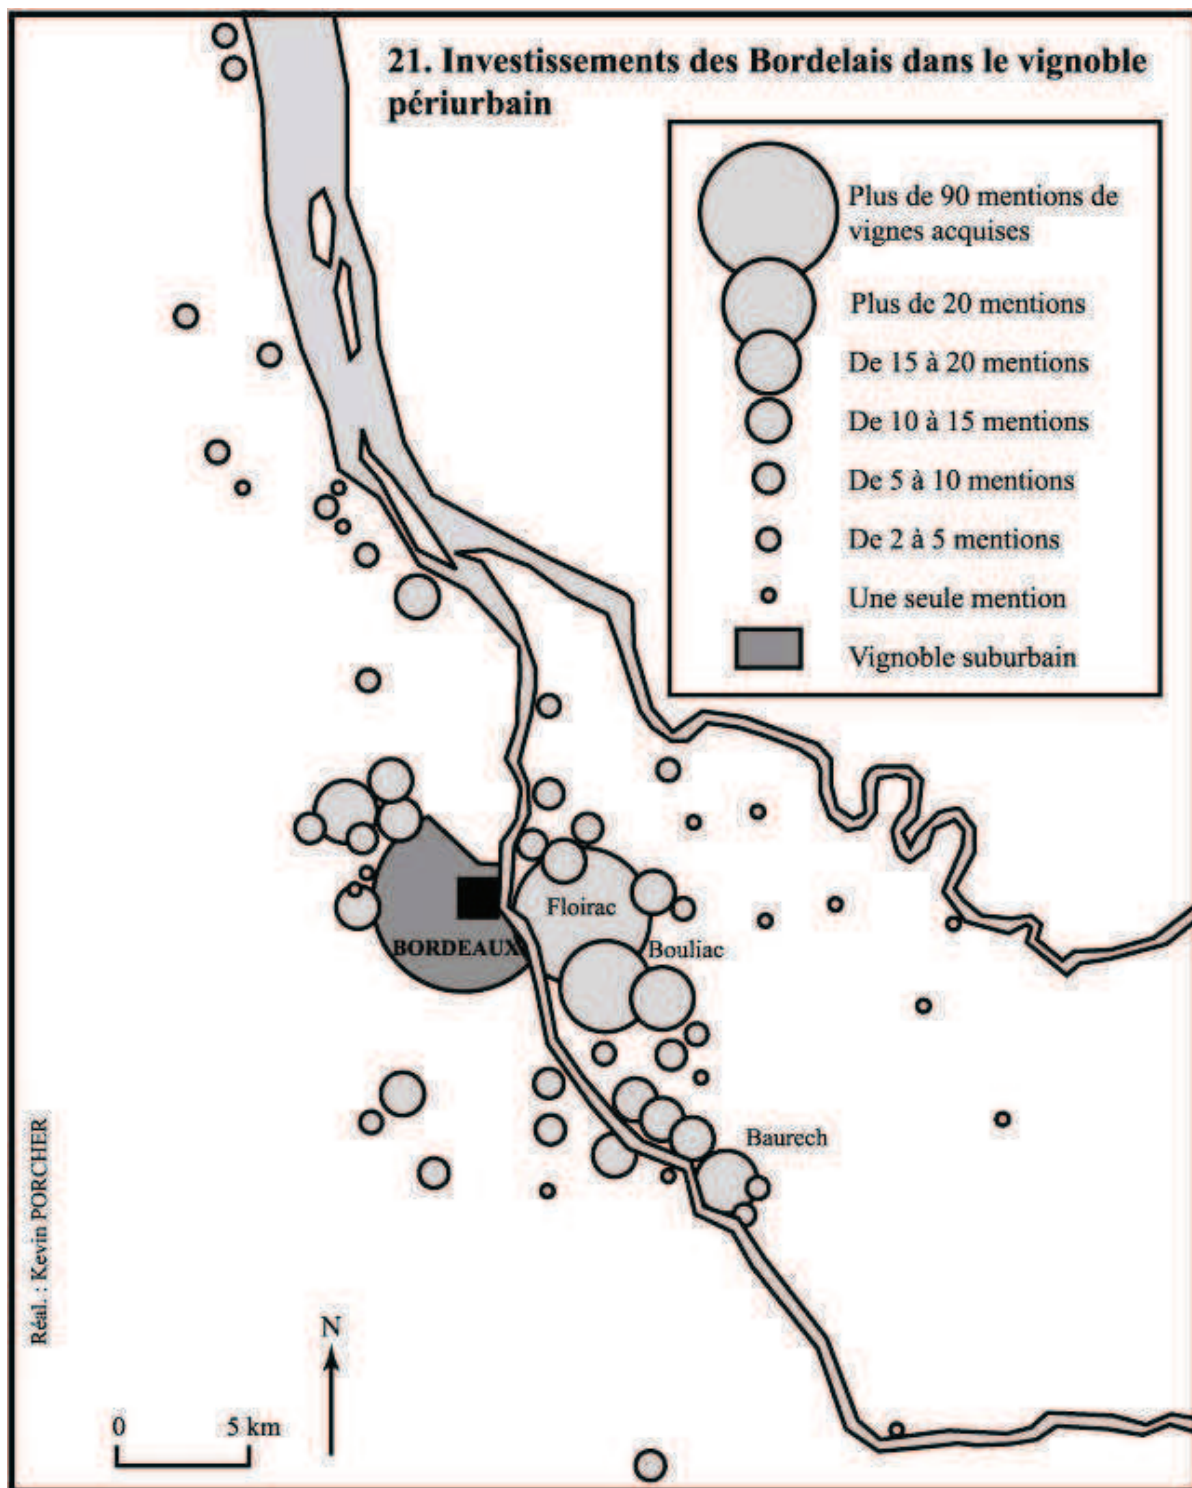 21. Investissements des Bordelais dans le vignoble
périurbain
Plus de 90 mentions de
vignes acquises
Plus de 20 mentions
De 15 à 20 mentions
De 10 à 15 mentions
De 5 à 10 mentions
De 2 à 5 mentions
Une seule mention
Vignoble suburbain
Floirac
BORDEAUX
Bouliac
Baurech
Réal. : Kevin PORCHER
N
0 5 km